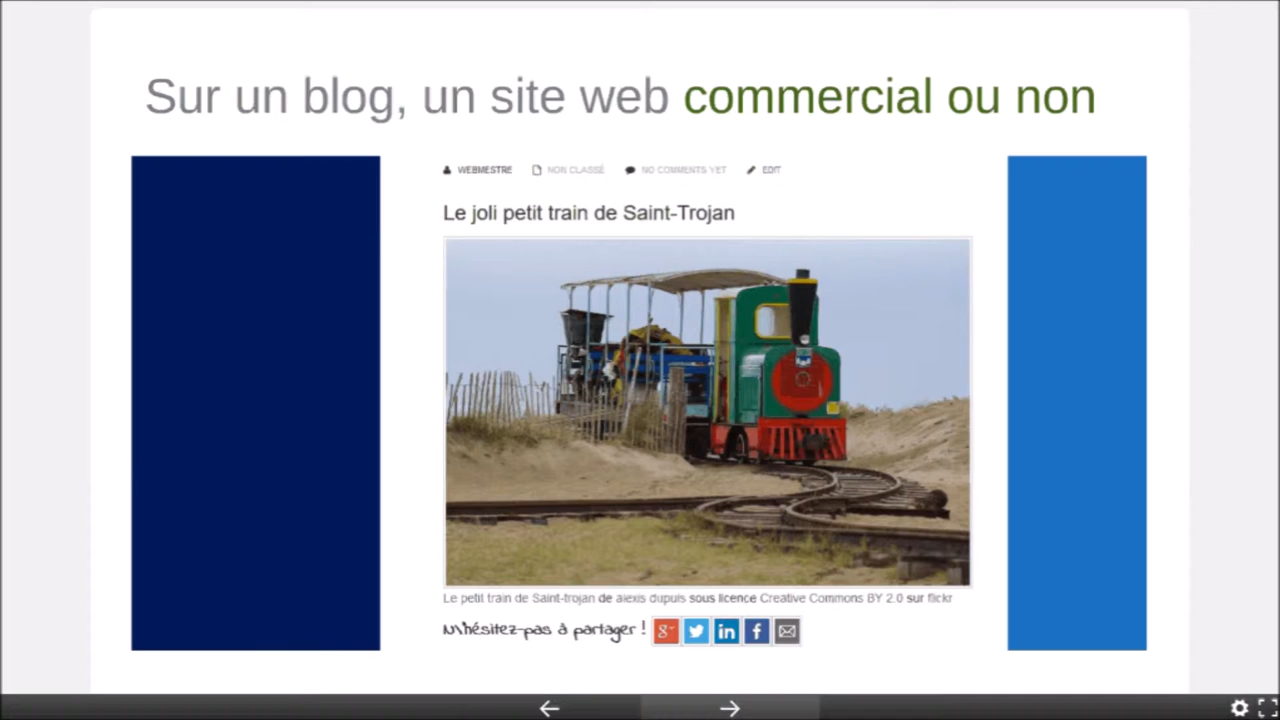 Sur un blog, un site web commercial ou non
WEBMESTRE NON CLASSÉ NO COMMENTS YET EDIT
Le joli petit train de Saint-Trojan
Le petit train de Saint-trojan de alexis dupuis sous licence Creative Commons BY 2.0 sur flickr
N'hésitez-pas à partager !